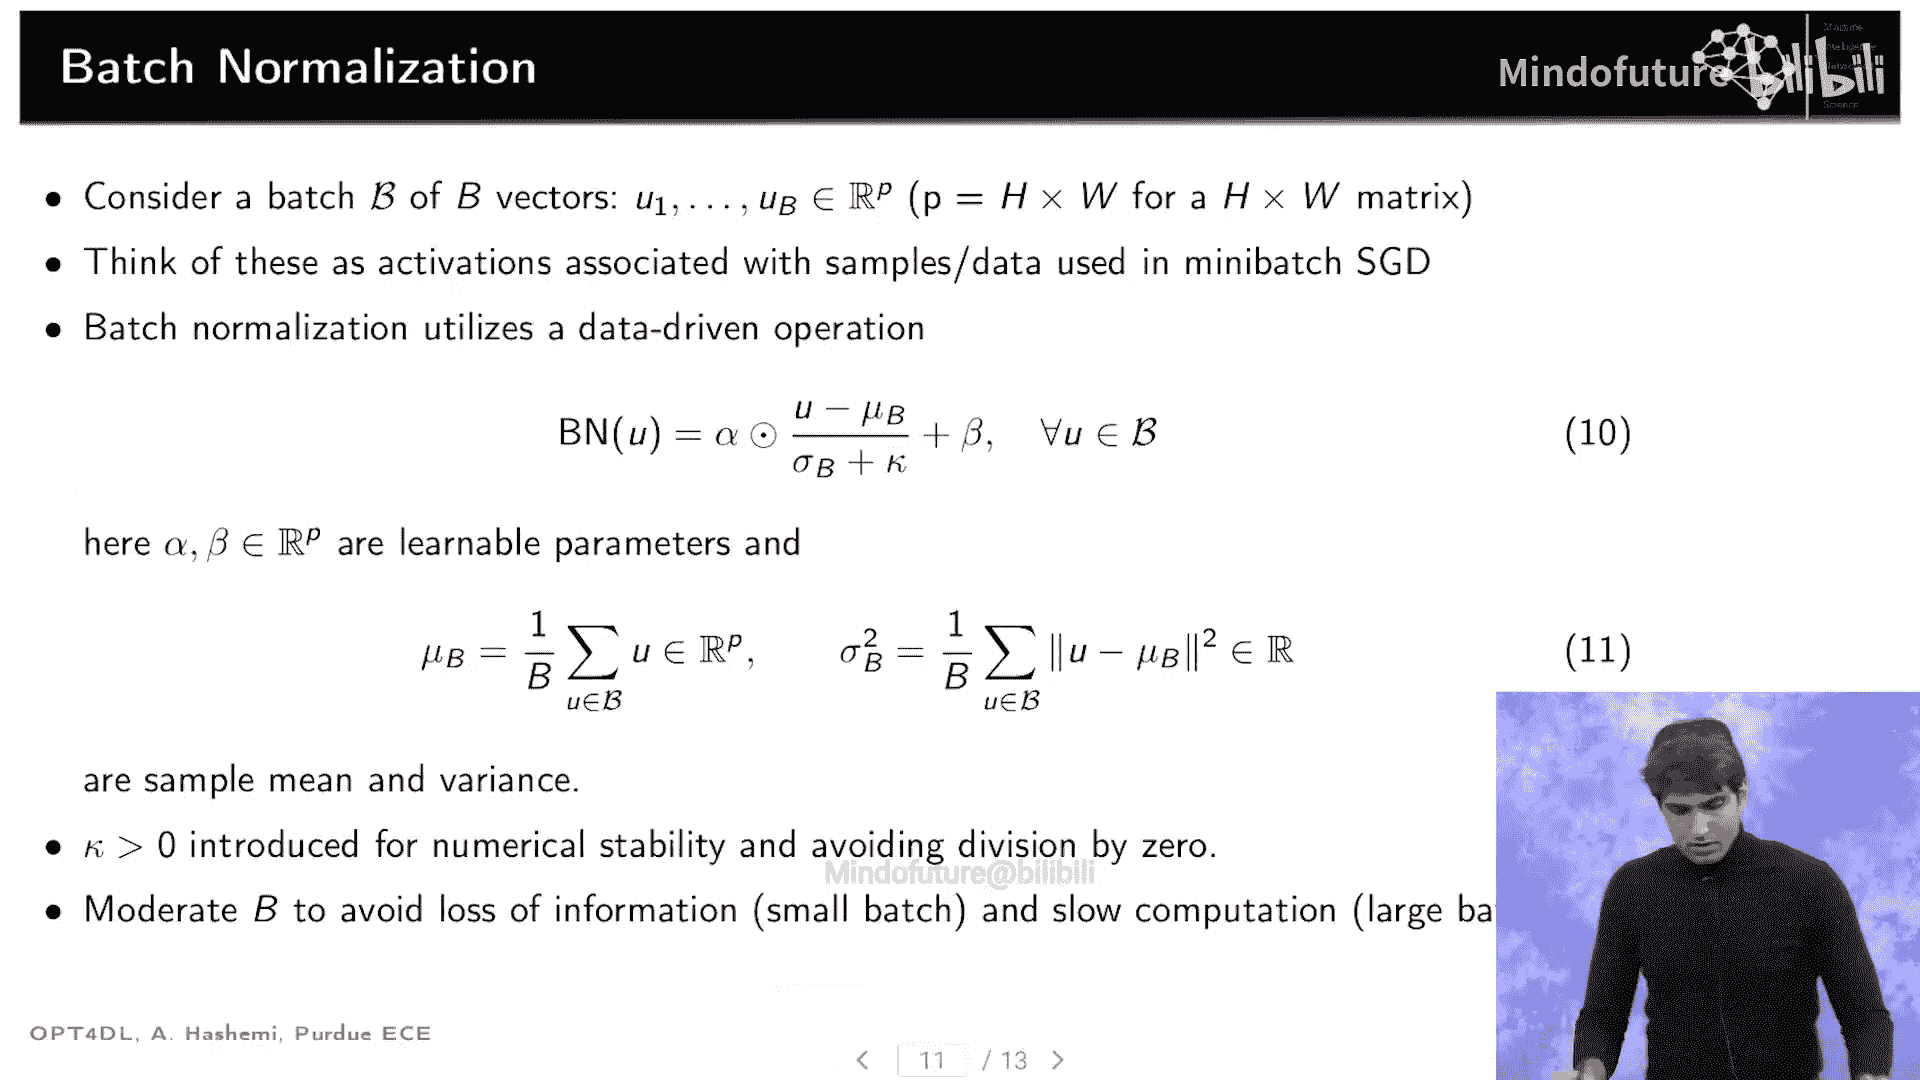 Batch Normalization
Mindofuture bilibili
Science
• Consider a batch ℬ of B vectors: u₁, . . . , u_B ∈ ℝᵖ (p = H × W for a H × W matrix)
• Think of these as activations associated with samples/data used in minibatch SGD
• Batch normalization utilizes a data-driven operation
BN(u) = α ⊙ (u − μ_B)/(σ_B + κ) + β, ∀u ∈ ℬ (10)
here α, β ∈ ℝᵖ are learnable parameters and
μ_B = 1/B ∑_{u∈ℬ} u ∈ ℝᵖ, σ²_B = 1/B ∑_{u∈ℬ} ‖u − μ_B‖² ∈ ℝ (11)
are sample mean and variance.
• κ > 0 introduced for numerical stability and avoiding division by zero.
Mindofuture@bilibili
• Moderate B to avoid loss of information (small batch) and slow computation (large ba
OPT4DL, A. Hashemi, Purdue ECE
< 11 / 13 >